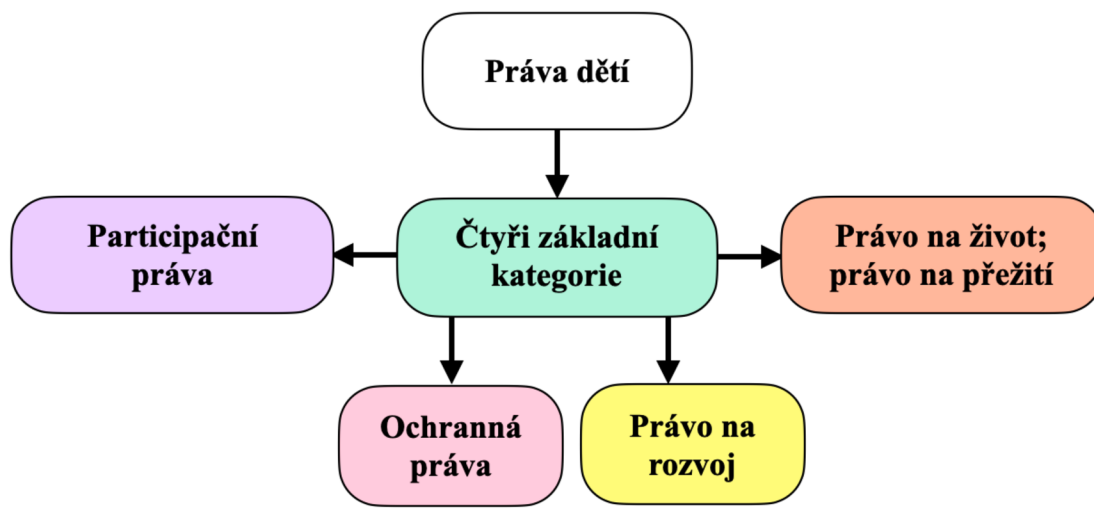 Práva dětí
Participační
práva
Čtyři základní
kategorie
Právo na život;
právo na přežití
Ochranná
práva
Právo na
rozvoj